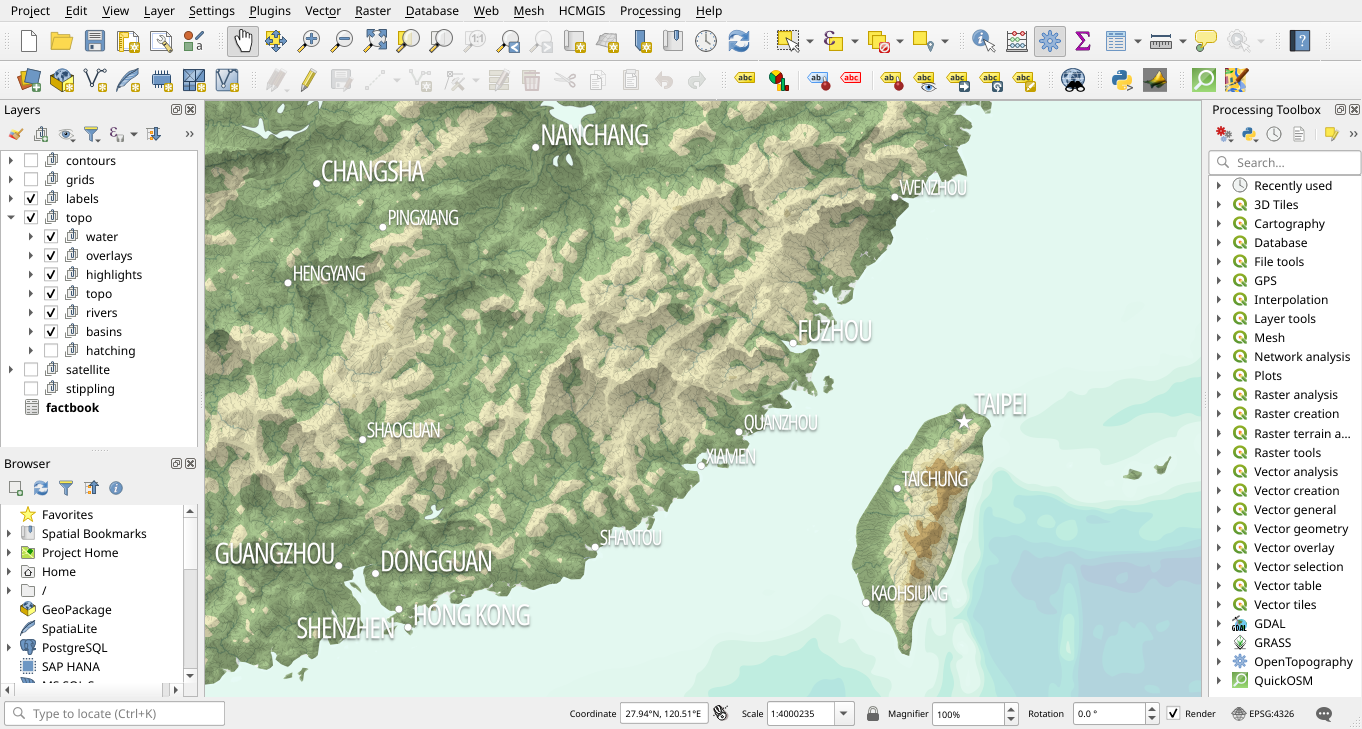 Project Edit View Layer Settings Plugins Vector Raster Database Web Mesh HCMGIS Processing Help
Layers
contours
grids
labels
topo
water
overlays
highlights
topo
rivers
basins
hatching
satellite
stippling
factbook
Browser
Favorites
Spatial Bookmarks
Project Home
Home
/
GeoPackage
SpatiaLite
PostgreSQL
SAP HANA
NANCHANG
CHANGSHA
WENZHOU
PINGXIANG
HENGYANG
FUZHOU
TAIPEI
QUANZHOU
SHAOGUAN
XIAMEN
TAICHUNG
SHANTOU
GUANGZHOU
DONGGUAN
KAOHSIUNG
HONG KONG
SHENZHEN
Processing Toolbox
Search...
Recently used
3D Tiles
Cartography
Database
File tools
GPS
Interpolation
Layer tools
Mesh
Network analysis
Plots
Raster analysis
Raster creation
Raster terrain a...
Raster tools
Vector analysis
Vector creation
Vector general
Vector geometry
Vector overlay
Vector selection
Vector table
Vector tiles
GDAL
GRASS
OpenTopography
QuickOSM
Type to locate (Ctrl+K)
Coordinate 27.94°N, 120.51°E Scale 1:4000235 Magnifier 100% Rotation 0.0 ° Render EPSG:4326